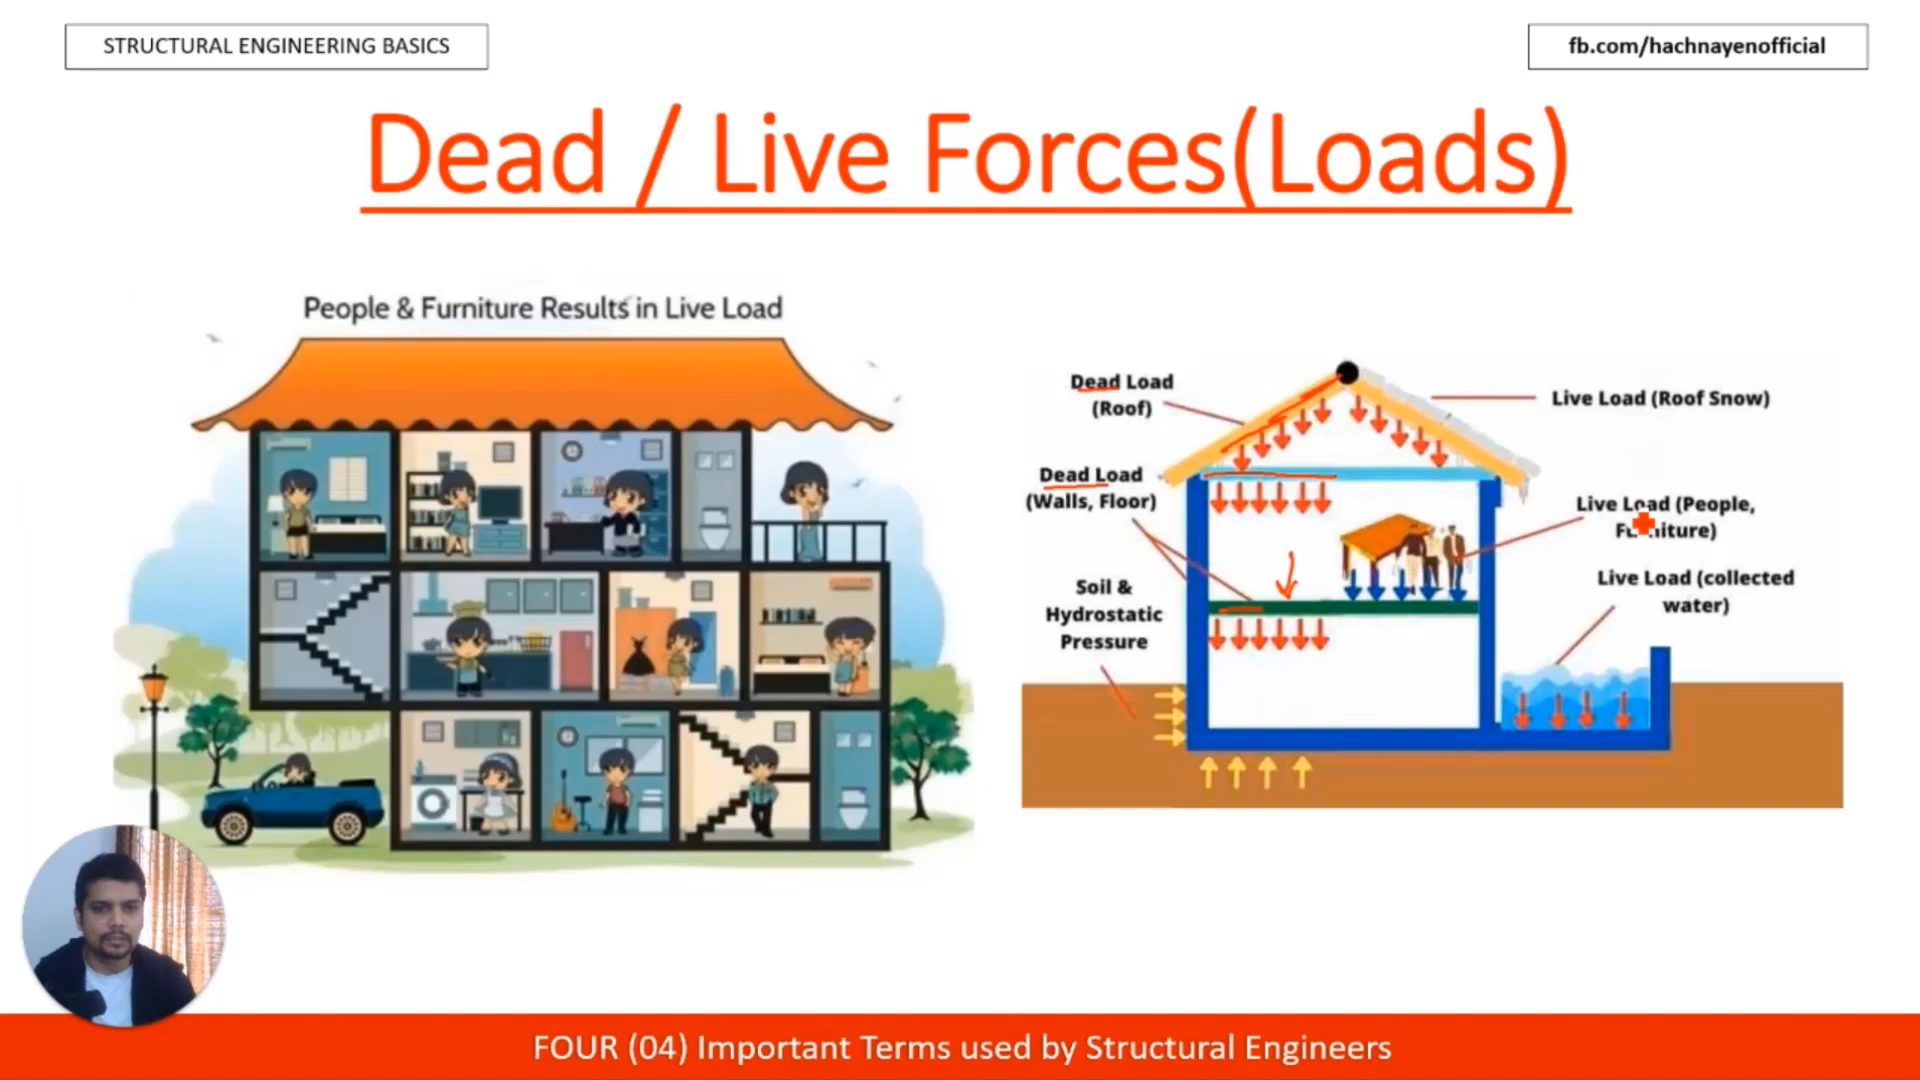 STRUCTURAL ENGINEERING BASICS
fb.com/hachnayenofficial
Dead / Live Forces(Loads)
People & Furniture Results in Live Load
Dead Load
(Roof)
Live Load (Roof Snow)
Dead Load
(Walls, Floor)
Live Load (People,
Furniture)
Live Load (collected
water)
Soil &
Hydrostatic
Pressure
FOUR (04) Important Terms used by Structural Engineers